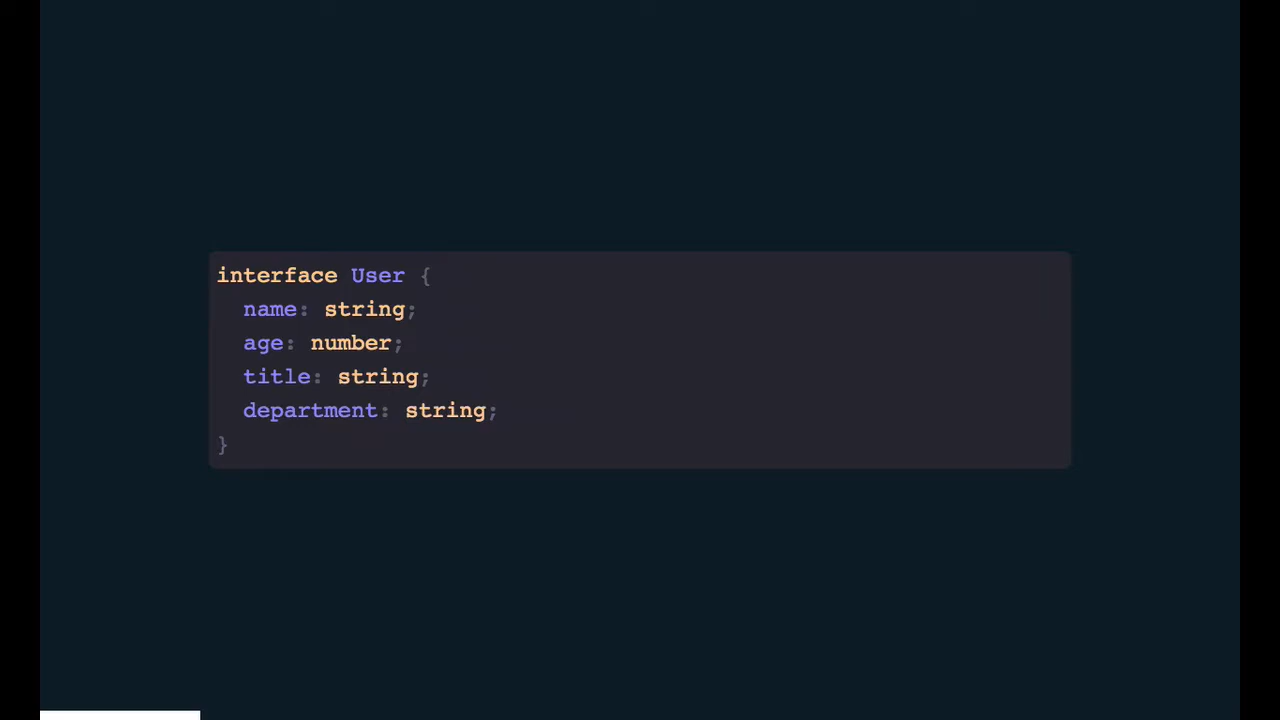 interface User {
  name: string;
  age: number;
  title: string;
  department: string;
}